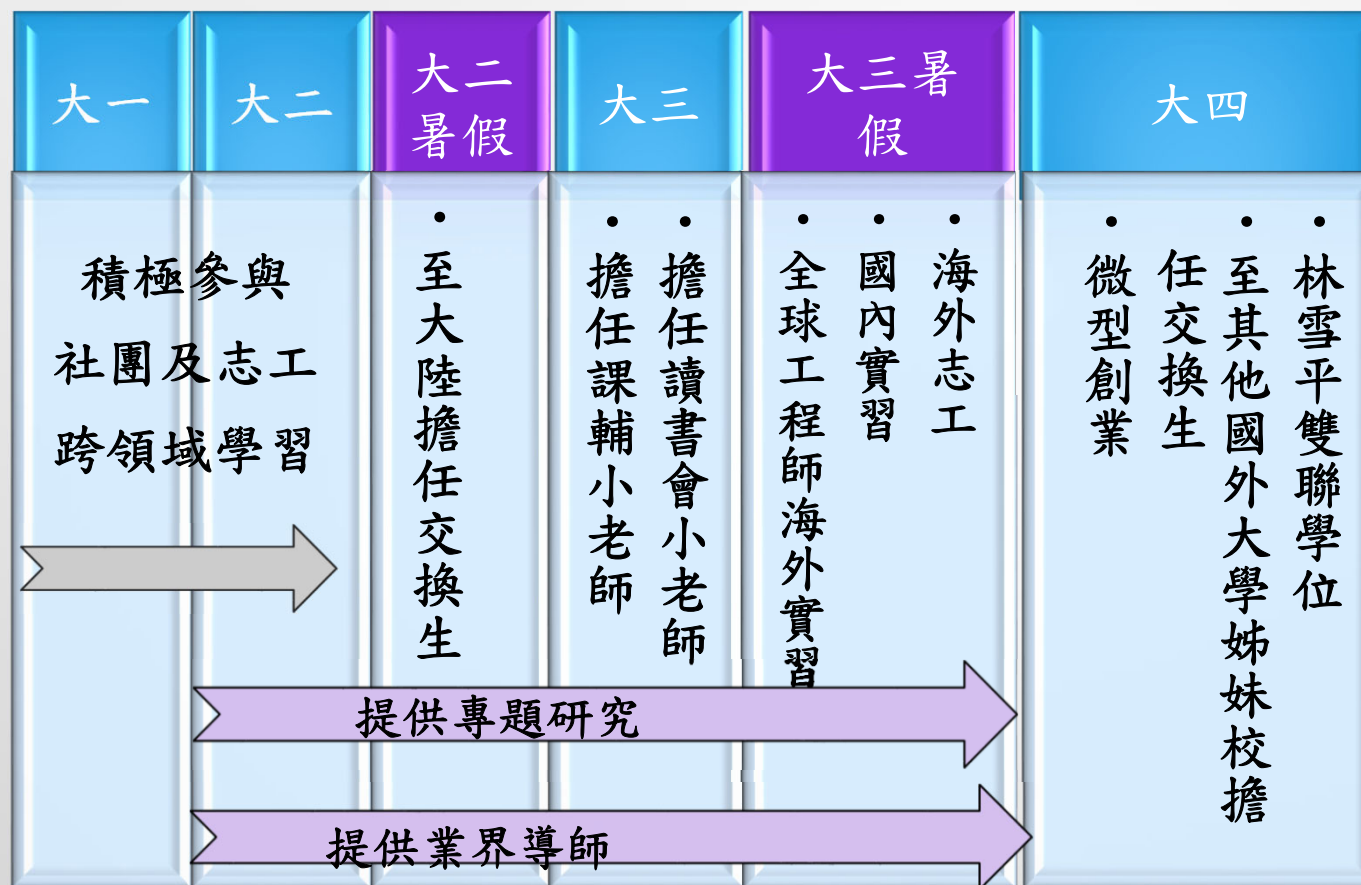 大一
大二
大二
暑假
大三
大三暑
假
大四
積極參與
社團及志工
跨領域學習
• 至大陸擔任交換生
• 擔任讀書會小老師
• 擔任課輔小老師
• 海外志工
• 國內實習
• 全球工程師海外實習
• 林雪平雙聯學位
• 至其他國外大學姊妹校擔
任交換生
• 微型創業
提供專題研究
提供業界導師